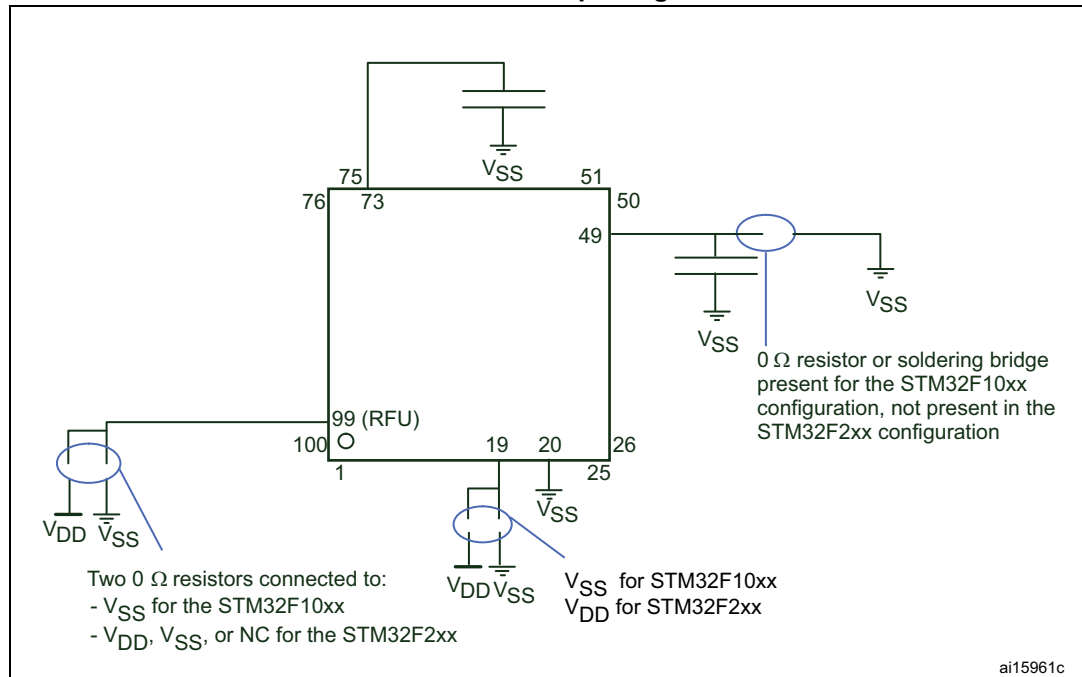 VSS
75
51
76
73
50
49
VSS
VSS
0 Ω resistor or soldering bridge
present for the STM32F10xx
configuration, not present in the
STM32F2xx configuration
99 (RFU)
100
19
20
26
1
25
VSS
VDD
VSS
VDD
VSS
VSS for STM32F10xx
VDD for STM32F2xx
Two 0 Ω resistors connected to:
- VSS for the STM32F10xx
- VDD, VSS, or NC for the STM32F2xx
ai15961c